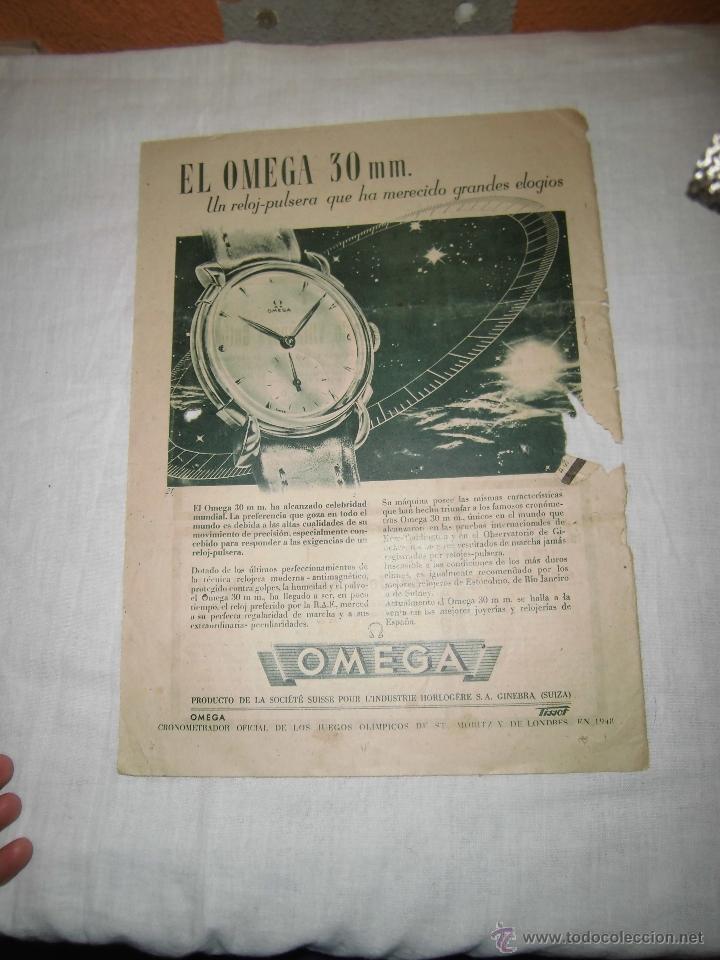 EL OMEGA 30 mm.
Un reloj-pulsera que ha merecido grandes elogios
Ω
OMEGA
El Omega 30 m m. ha alcanzado celebridad
mundial. La preferencia que goza en todo el
mundo es debida a las altas cualidades de su
movimiento de precisión, especialmente con-
cebido para responder a las exigencias de un
reloj-pulsera.
Dotado de los últimos perfeccionamientos de
la técnica relojera moderna - antimagnético,
protegido contra golpes, la humedad y el polvo-
el Omega 30 m m., ha llegado a ser, en poco
tiempo, el reloj preferido por la R.A.F., merced
a su perfecta regularidad de marcha y a sus
extraordinarias peculiaridades.
Su máquina posee las mismas características
que han hecho triunfar a los famosos cronóme-
tros Omega 30 m m., únicos en el mundo que
alcanzaron en las pruebas internacionales de
y en el Observatorio de Gi-
resultados de marcha jamás
registrados por relojes-pulsera.
Insensible a las condiciones de los más duros
climas, es igualmente recomendado por los
mejores relojeros de Estocolmo, de Río Janeiro
o de Sidney.
Actualmente el Omega 30 m m. se halla a la
venta en las mejores joyerías y relojerías de
España.
Ω
OMEGA
PRODUCTO DE LA SOCIÉTÉ SUISSE POUR L'INDUSTRIE HORLOGÈRE S.A. GINEBRA (SUIZA)
OMEGA Tissot
CRONOMETRADOR OFICIAL DE LOS JUEGOS OLIMPICOS DE ST. MORITZ Y DE LONDRES, EN 1948
www.todocoleccion.net